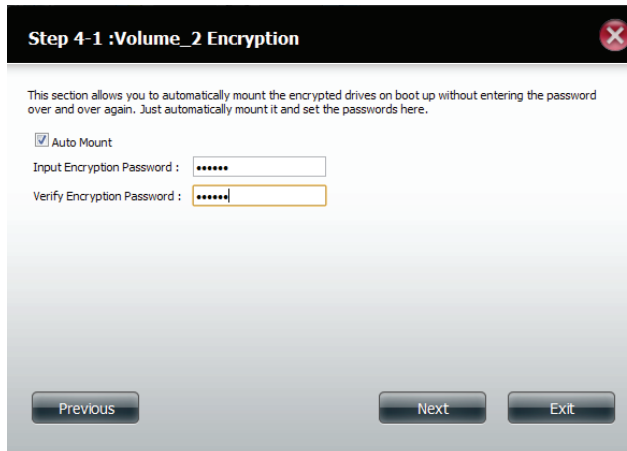 Step 4-1 :Volume_2 Encryption
This section allows you to automatically mount the encrypted drives on boot up without entering the password
over and over again. Just automatically mount it and set the passwords here.
Auto Mount
Input Encryption Password : ••••••
Verify Encryption Password : ••••••
Previous
Next
Exit